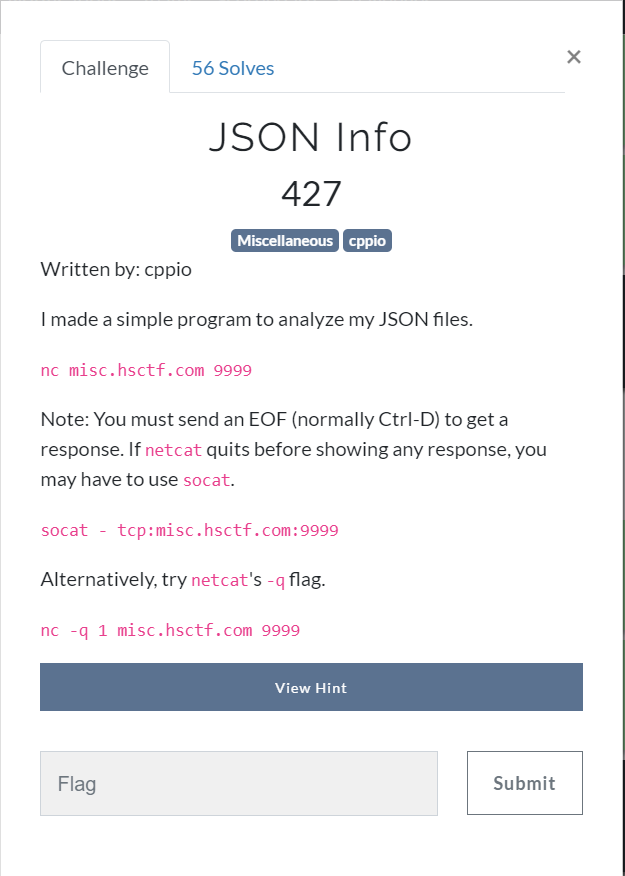 Challenge
56 Solves
×
JSON Info
427
Miscellaneous cppio
Written by: cppio
I made a simple program to analyze my JSON files.
nc misc.hsctf.com 9999
Note: You must send an EOF (normally Ctrl-D) to get a
response. If netcat quits before showing any response, you
may have to use socat.
socat - tcp:misc.hsctf.com:9999
Alternatively, try netcat's -q flag.
nc -q 1 misc.hsctf.com 9999
View Hint
Flag
Submit